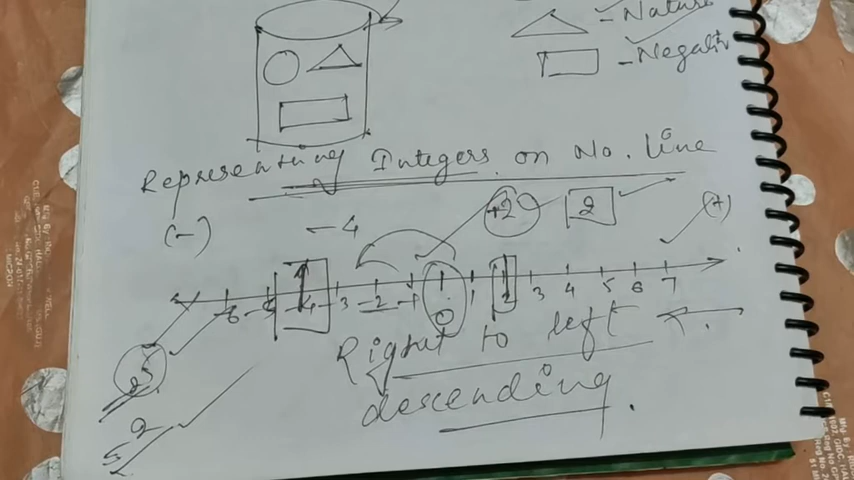 - Nature
- Negative
Representing Integers on No. line
(-) - 4 +2 2 (+)
-6 -5 -4 -3 -2 -1 0 1 2 3 4 5 6 7
Right to left
descending.